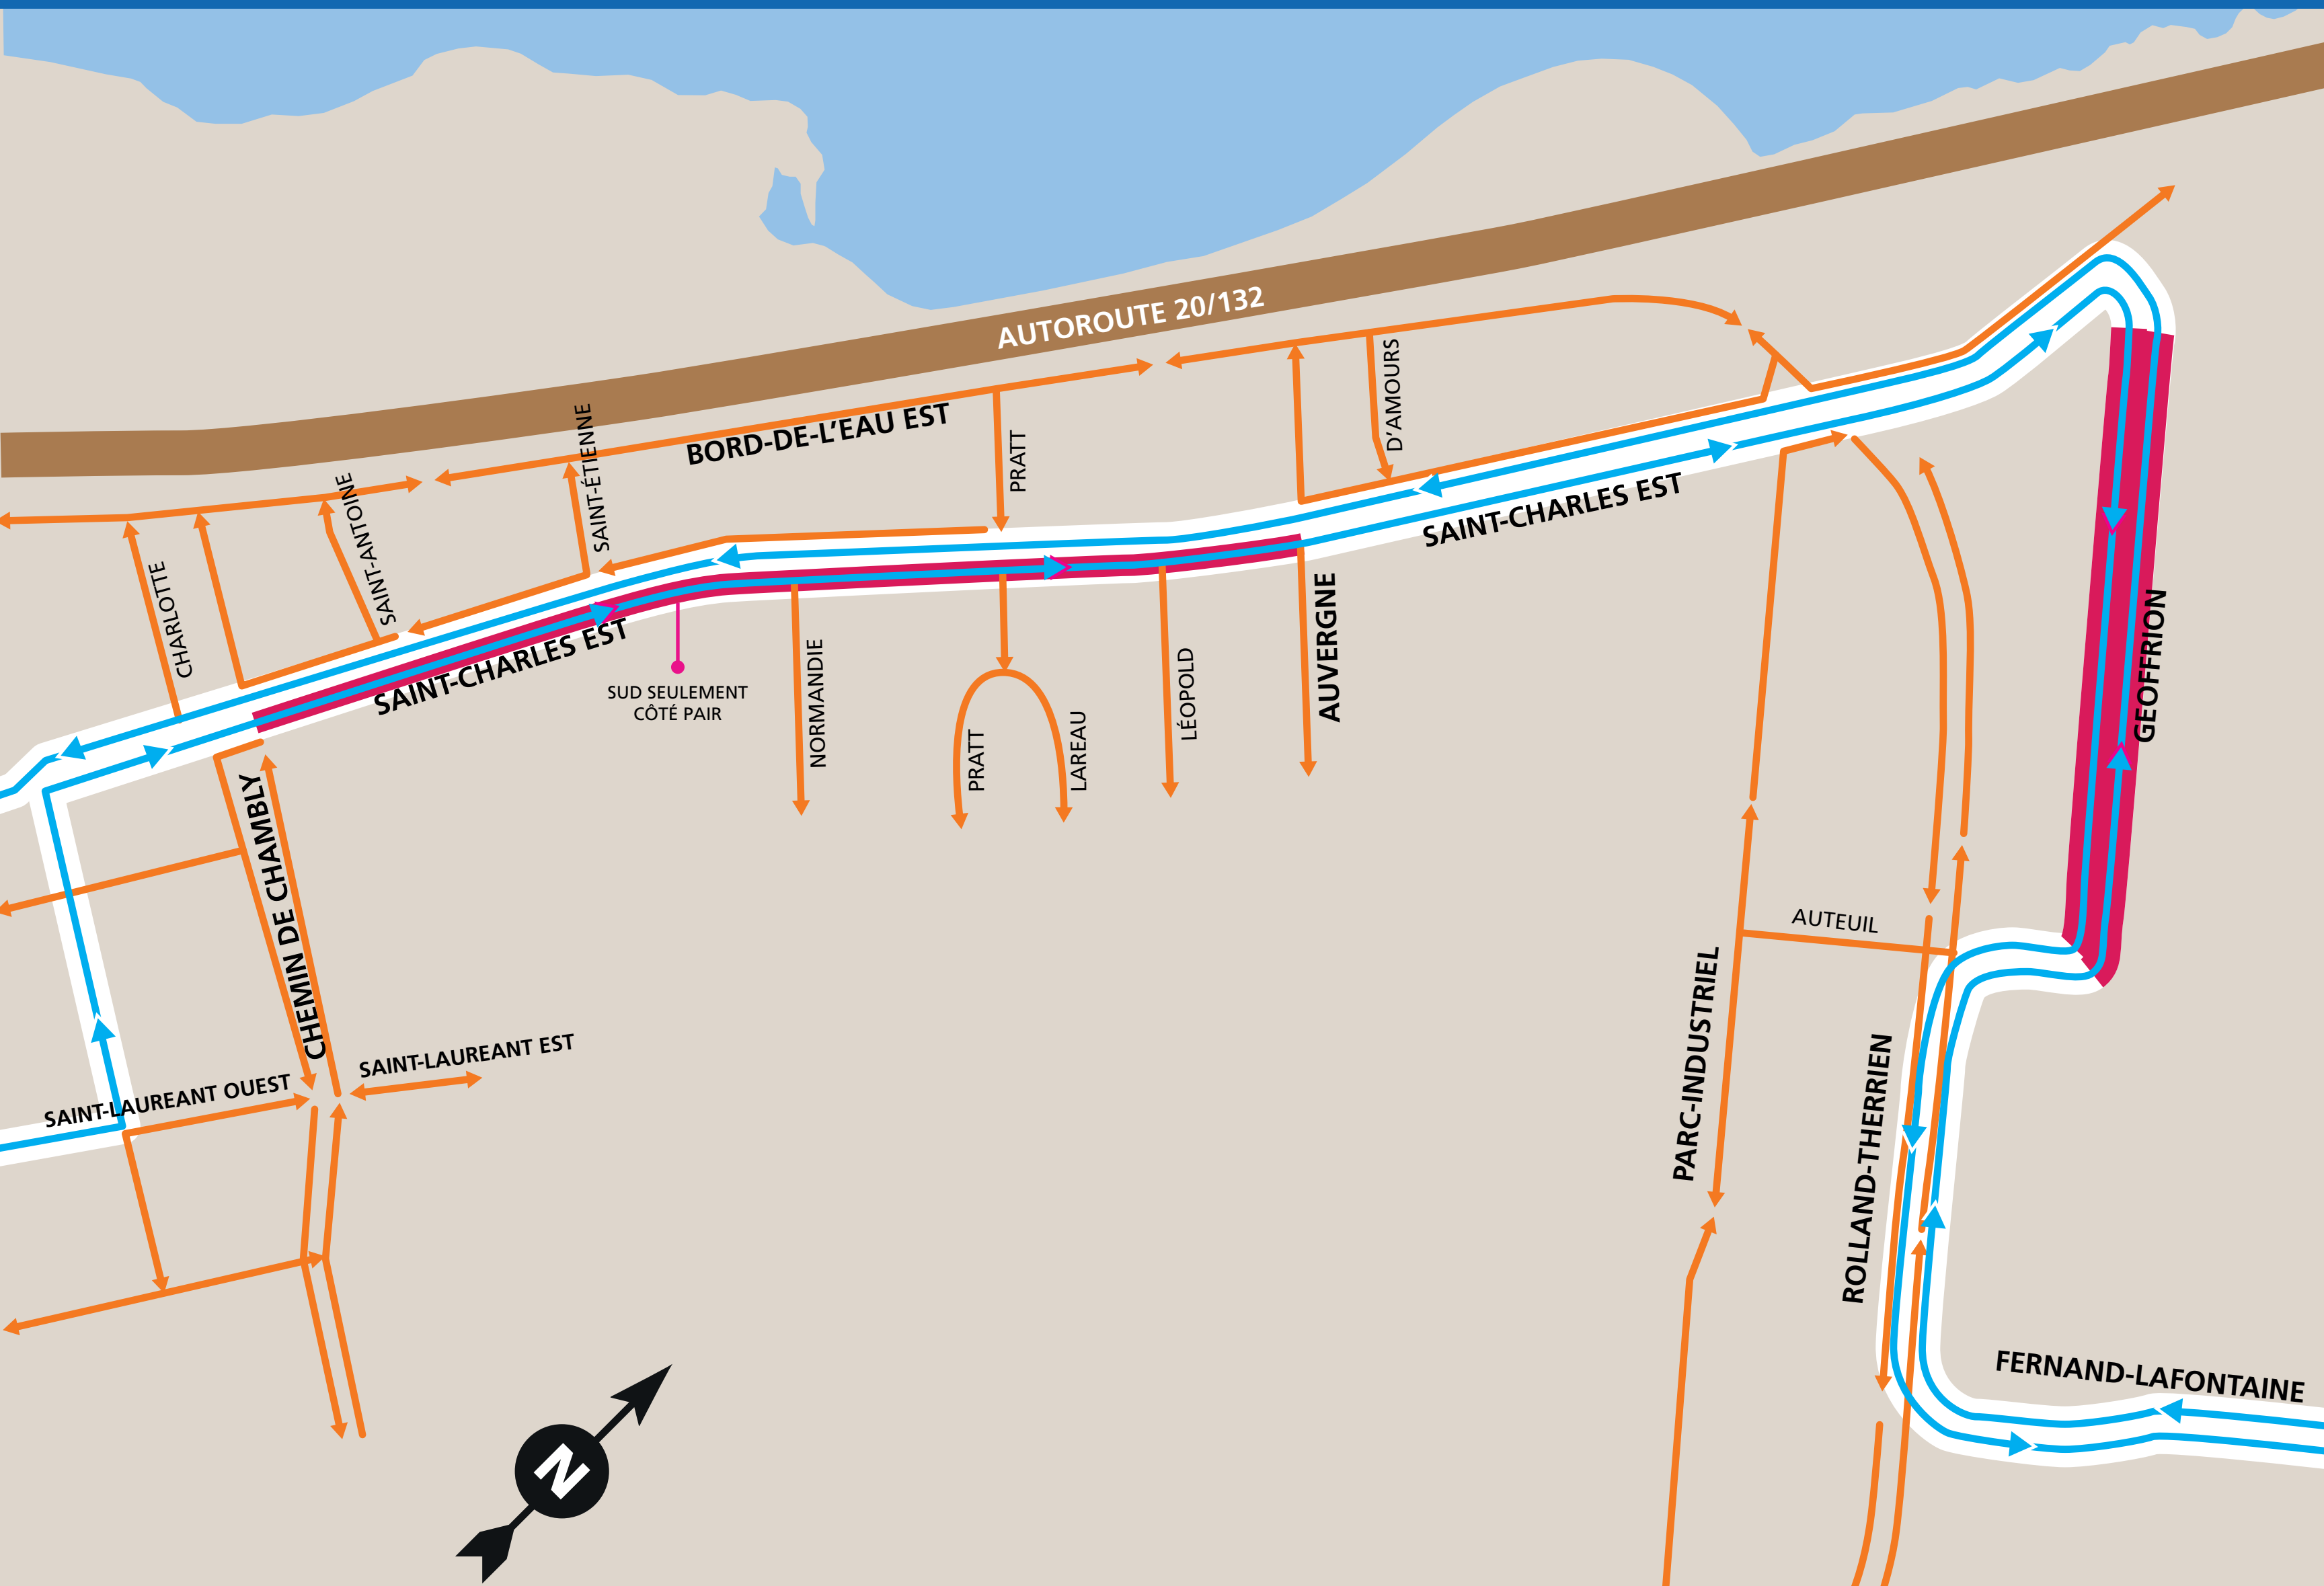 AUTOROUTE 20/132
D'AMOURS
SAINT-ÉTIENNE
BORD-DE-L'EAU EST
PRATT
SAINT-ANTOINE
SAINT-CHARLES EST
CHARLOTTE
SAINT-CHARLES EST
AUVERGNE
GEOFFRION
SUD SEULEMENT
CÔTÉ PAIR
NORMANDIE
LÉOPOLD
PRATT
LAREAU
CHEMIN DE CHAMBLY
AUTEUIL
PARC-INDUSTRIEL
SAINT-LAUREANT EST
SAINT-LAUREANT OUEST
ROLLAND-THERRIEN
FERNAND-LAFONTAINE
N